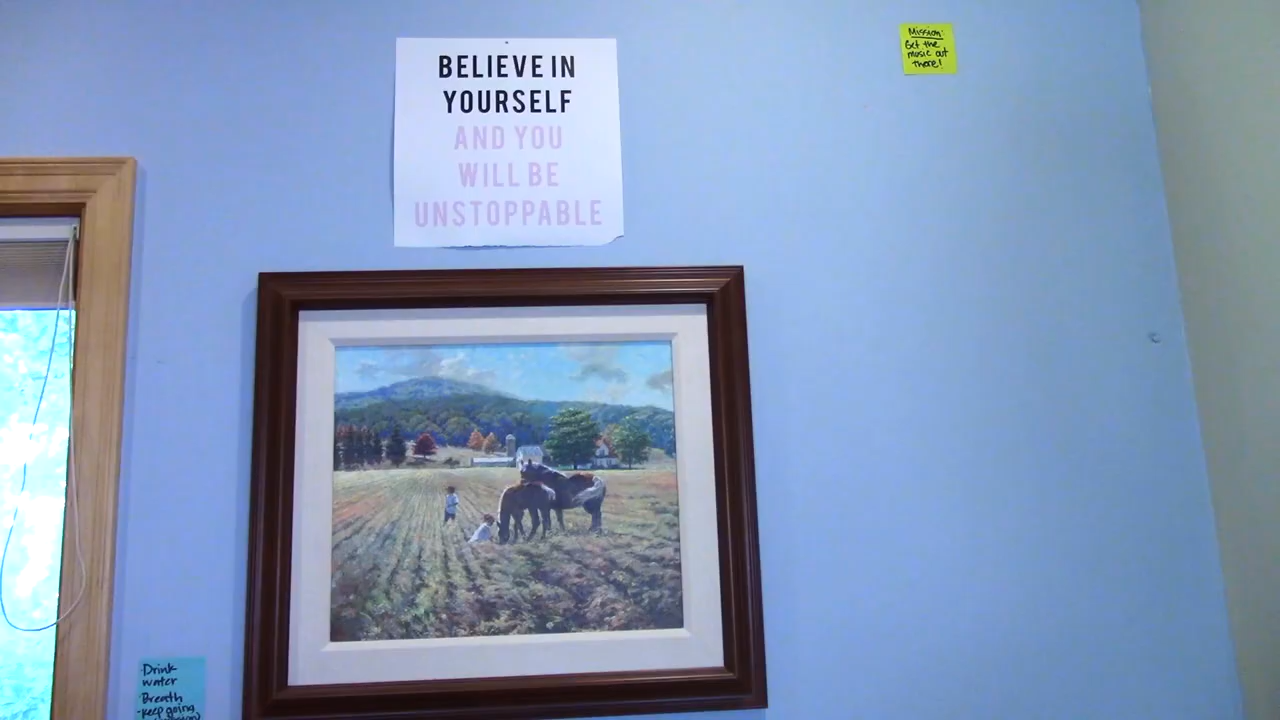 BELIEVE IN
YOURSELF
AND YOU
WILL BE
UNSTOPPABLE
Mission:
Get the
music out
there!
Drink
water
·Breath
-keep going